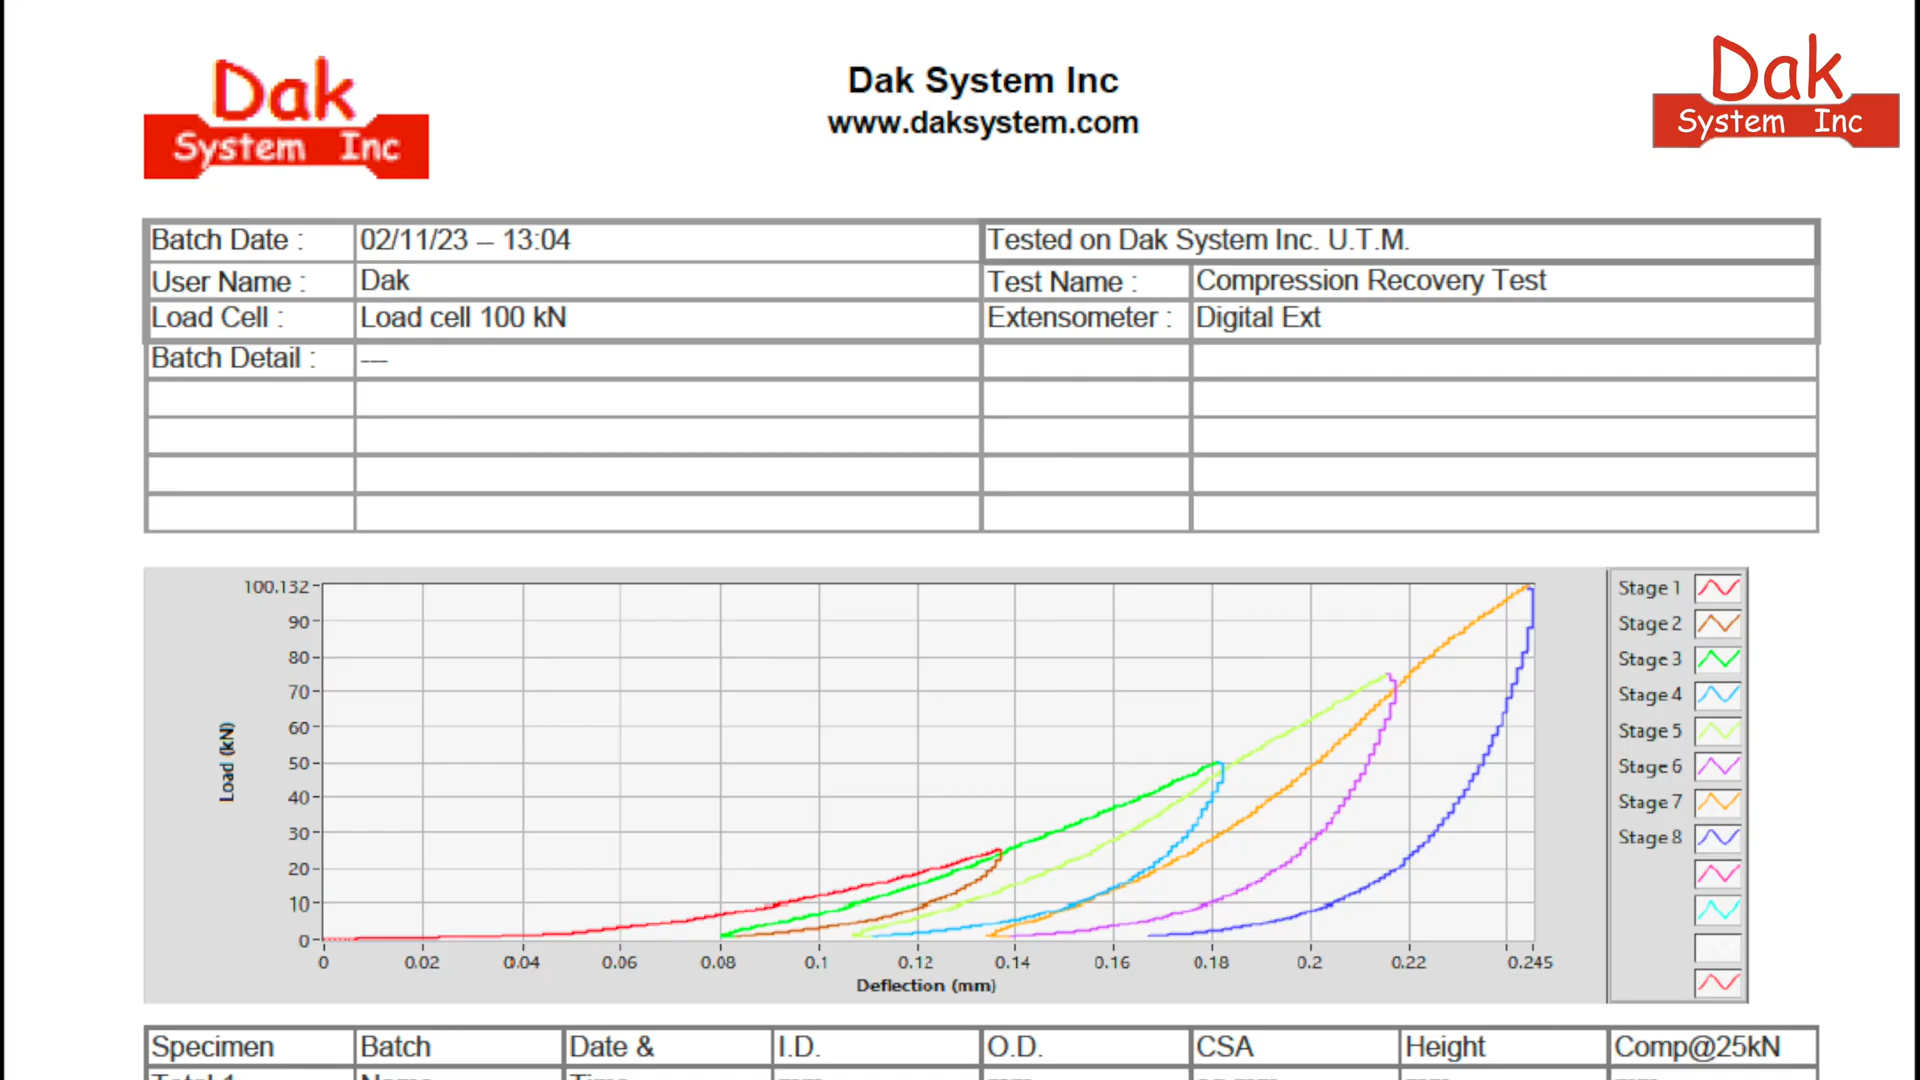 Dak
System Inc
Dak System Inc
www.daksystem.com
Dak
System Inc
Batch Date : 02/11/23 -- 13:04 Tested on Dak System Inc. U.T.M.
User Name : Dak Test Name : Compression Recovery Test
Load Cell : Load cell 100 kN Extensometer : Digital Ext
Batch Detail : ---
100.132
90
80
70
60
50
40
30
20
10
0
Load (kN)
0 0.02 0.04 0.06 0.08 0.1 0.12 0.14 0.16 0.18 0.2 0.22 0.245
Deflection (mm)
Stage 1
Stage 2
Stage 3
Stage 4
Stage 5
Stage 6
Stage 7
Stage 8
Specimen Batch Date & I.D. O.D. CSA Height Comp@25kN